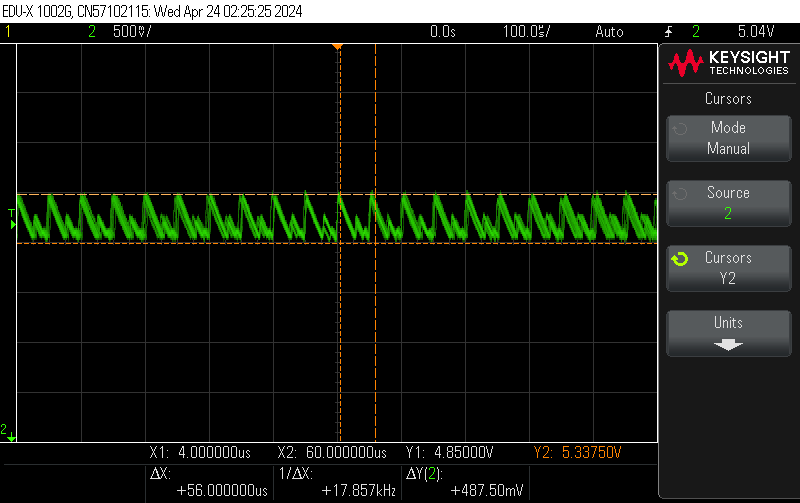 EDU-X 1002G, CN57102115: Wed Apr 24 02:25:25 2024
1 2 500mV/ 0.0s 100.0us/ Auto 2 5.04V
KEYSIGHT
TECHNOLOGIES
Cursors
Mode
Manual
Source
2
Cursors
Y2
Units
T
2
X1: 4.000000us X2: 60.000000us Y1: 4.85000V Y2: 5.33750V
ΔX: 1/ΔX: ΔY(2):
+56.000000us +17.857kHz +487.50mV